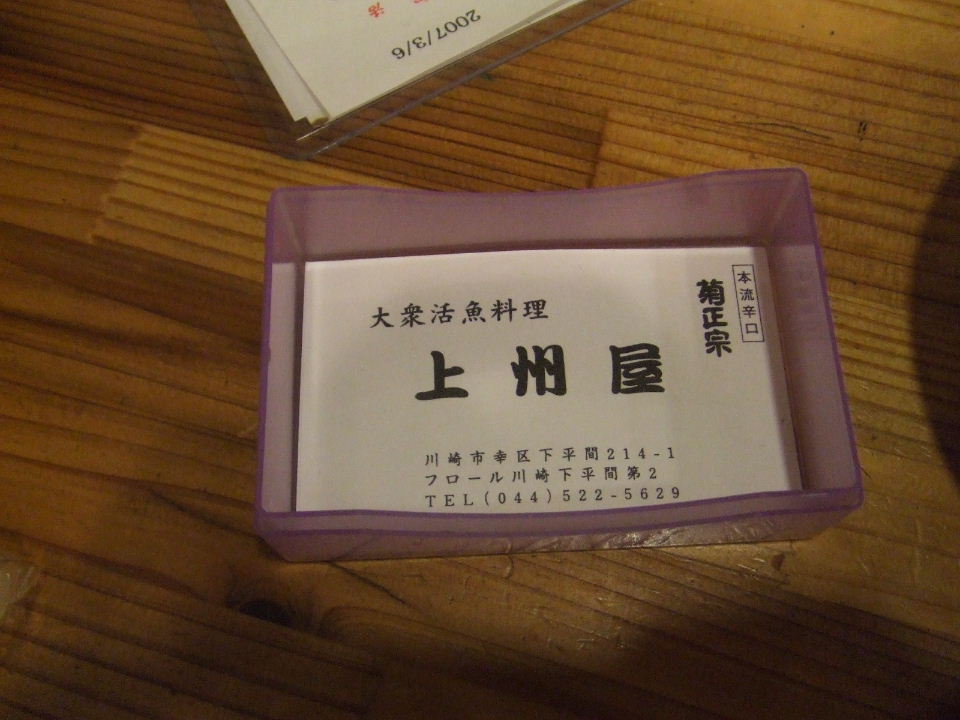 2007/3/6
活
大衆活魚料理
上州屋
本流辛口
菊正宗
川崎市幸区下平間214-1
フロール川崎下平間第2
TEL(044)522-5629